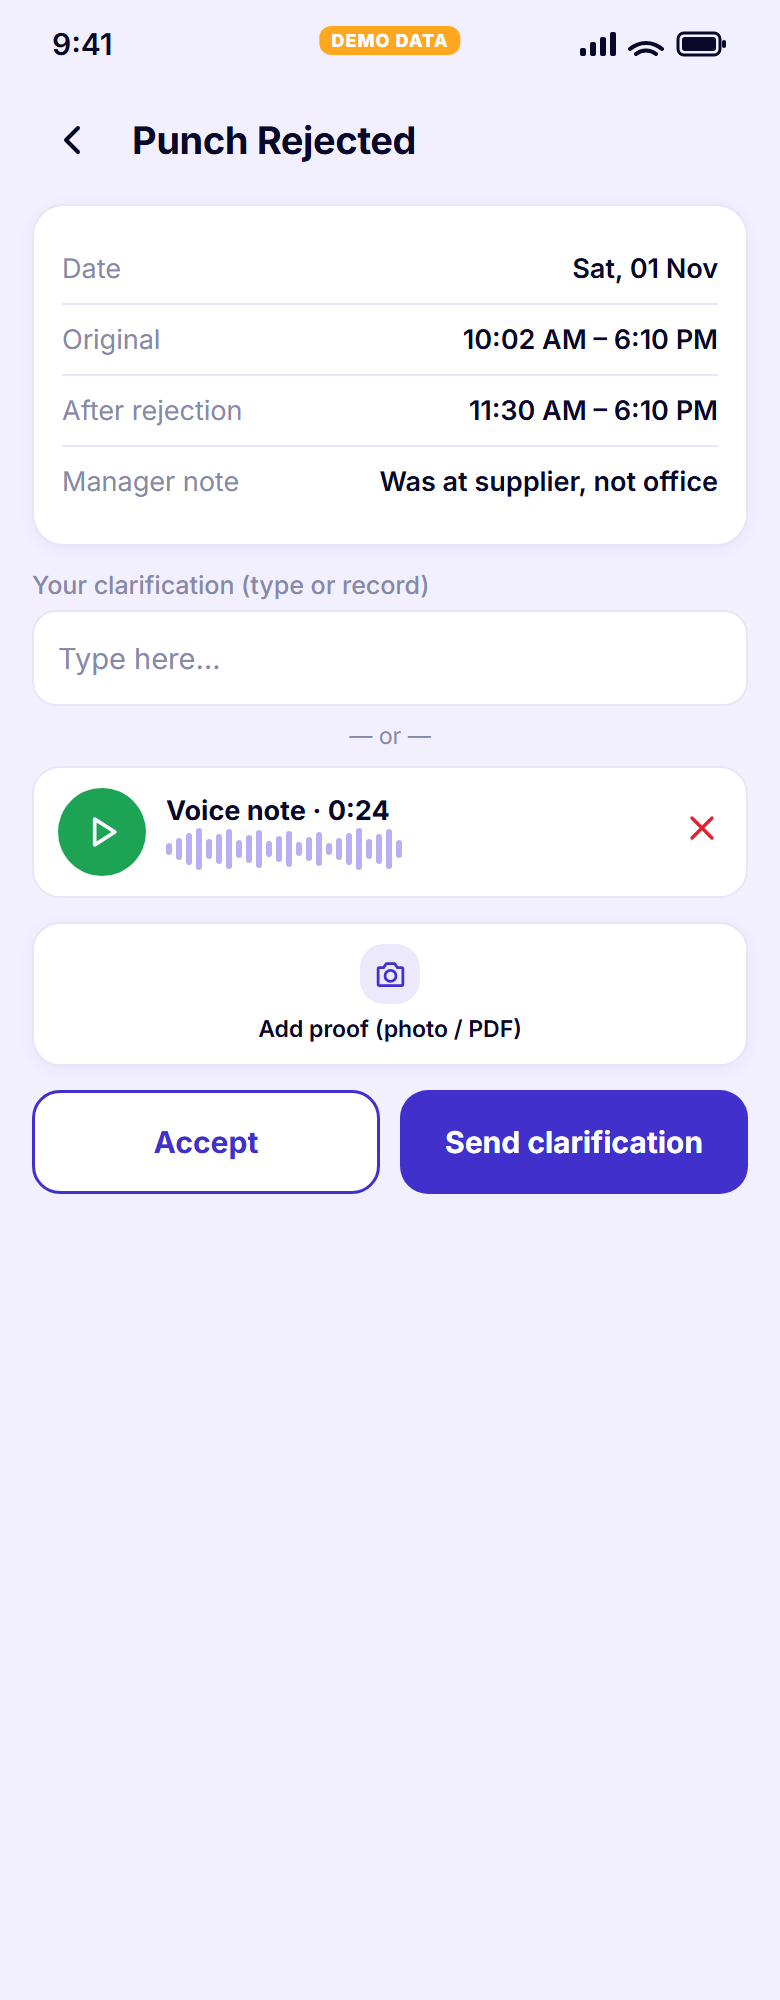 9:41
DEMO DATA
Punch Rejected
Date
Sat, 01 Nov
Original
10:02 AM – 6:10 PM
After rejection
11:30 AM – 6:10 PM
Manager note
Was at supplier, not office
Your clarification (type or record)
Type here...
— or —
Voice note · 0:24
Add proof (photo / PDF)
Accept
Send clarification